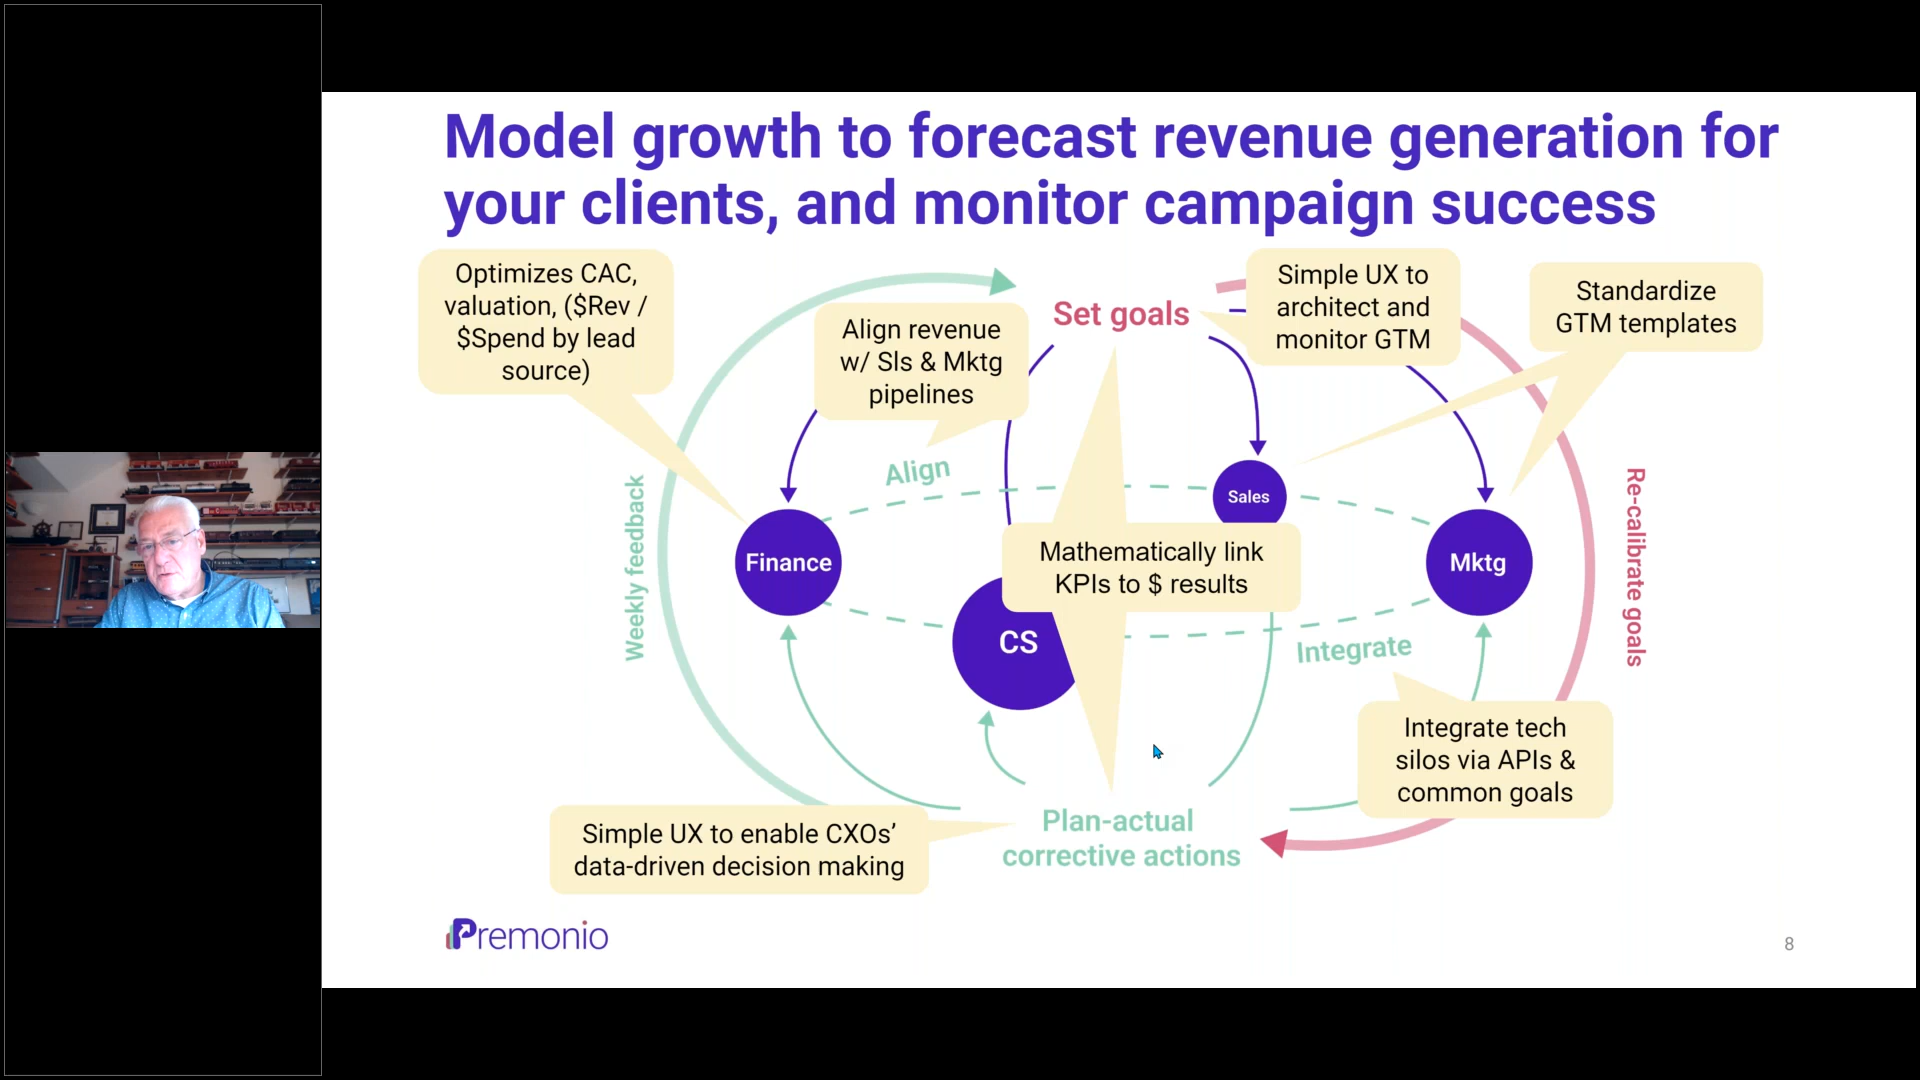 Model growth to forecast revenue generation for
your clients, and monitor campaign success
Optimizes CAC,
valuation, ($Rev /
$Spend by lead
source)
Align revenue
w/ Sls & Mktg
pipelines
Set goals
Simple UX to
architect and
monitor GTM
Standardize
GTM templates
Align
Sales
Weekly feedback
Finance
Mathematically link
KPIs to $ results
Mktg
Re-calibrate goals
CS
Integrate
Integrate tech
silos via APIs &
common goals
Simple UX to enable CXOs’
data-driven decision making
Plan-actual
corrective actions
Premonio
8